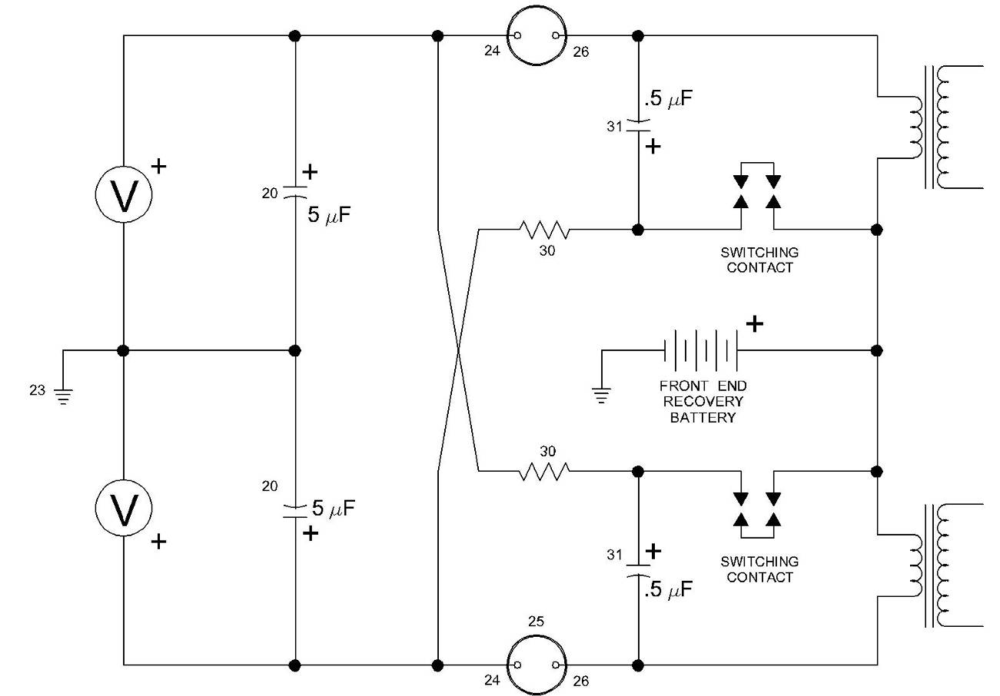 24
26
.5 μF
31
+
+
V
+
20
5 μF
30
SWITCHING
CONTACT
+
23
FRONT END
RECOVERY
BATTERY
30
20
5 μF
+
V
+
31
+
.5 μF
SWITCHING
CONTACT
25
24
26